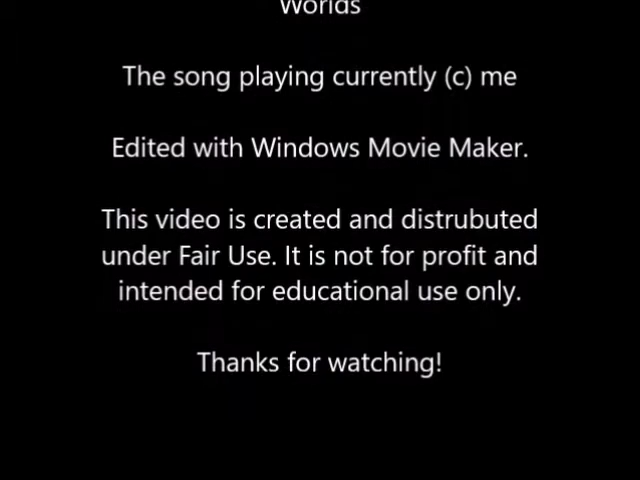 Worlds
The song playing currently (c) me
Edited with Windows Movie Maker.
This video is created and distrubuted
under Fair Use. It is not for profit and
intended for educational use only.
Thanks for watching!